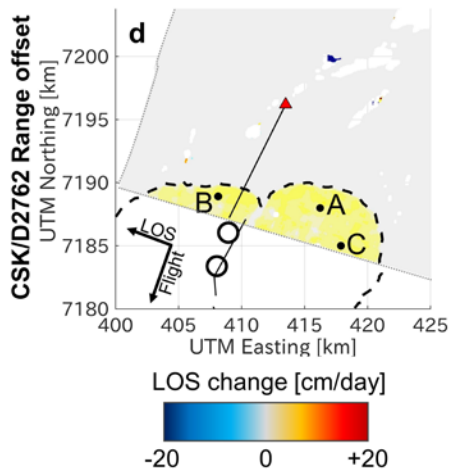 d
CSK/D2762 Range offset
UTM Northing [km]
7200
7195
7190
7185
7180
B
A
C
LOS
Flight
400 405 410 415 420 425
UTM Easting [km]
LOS change [cm/day]
-20 0 +20